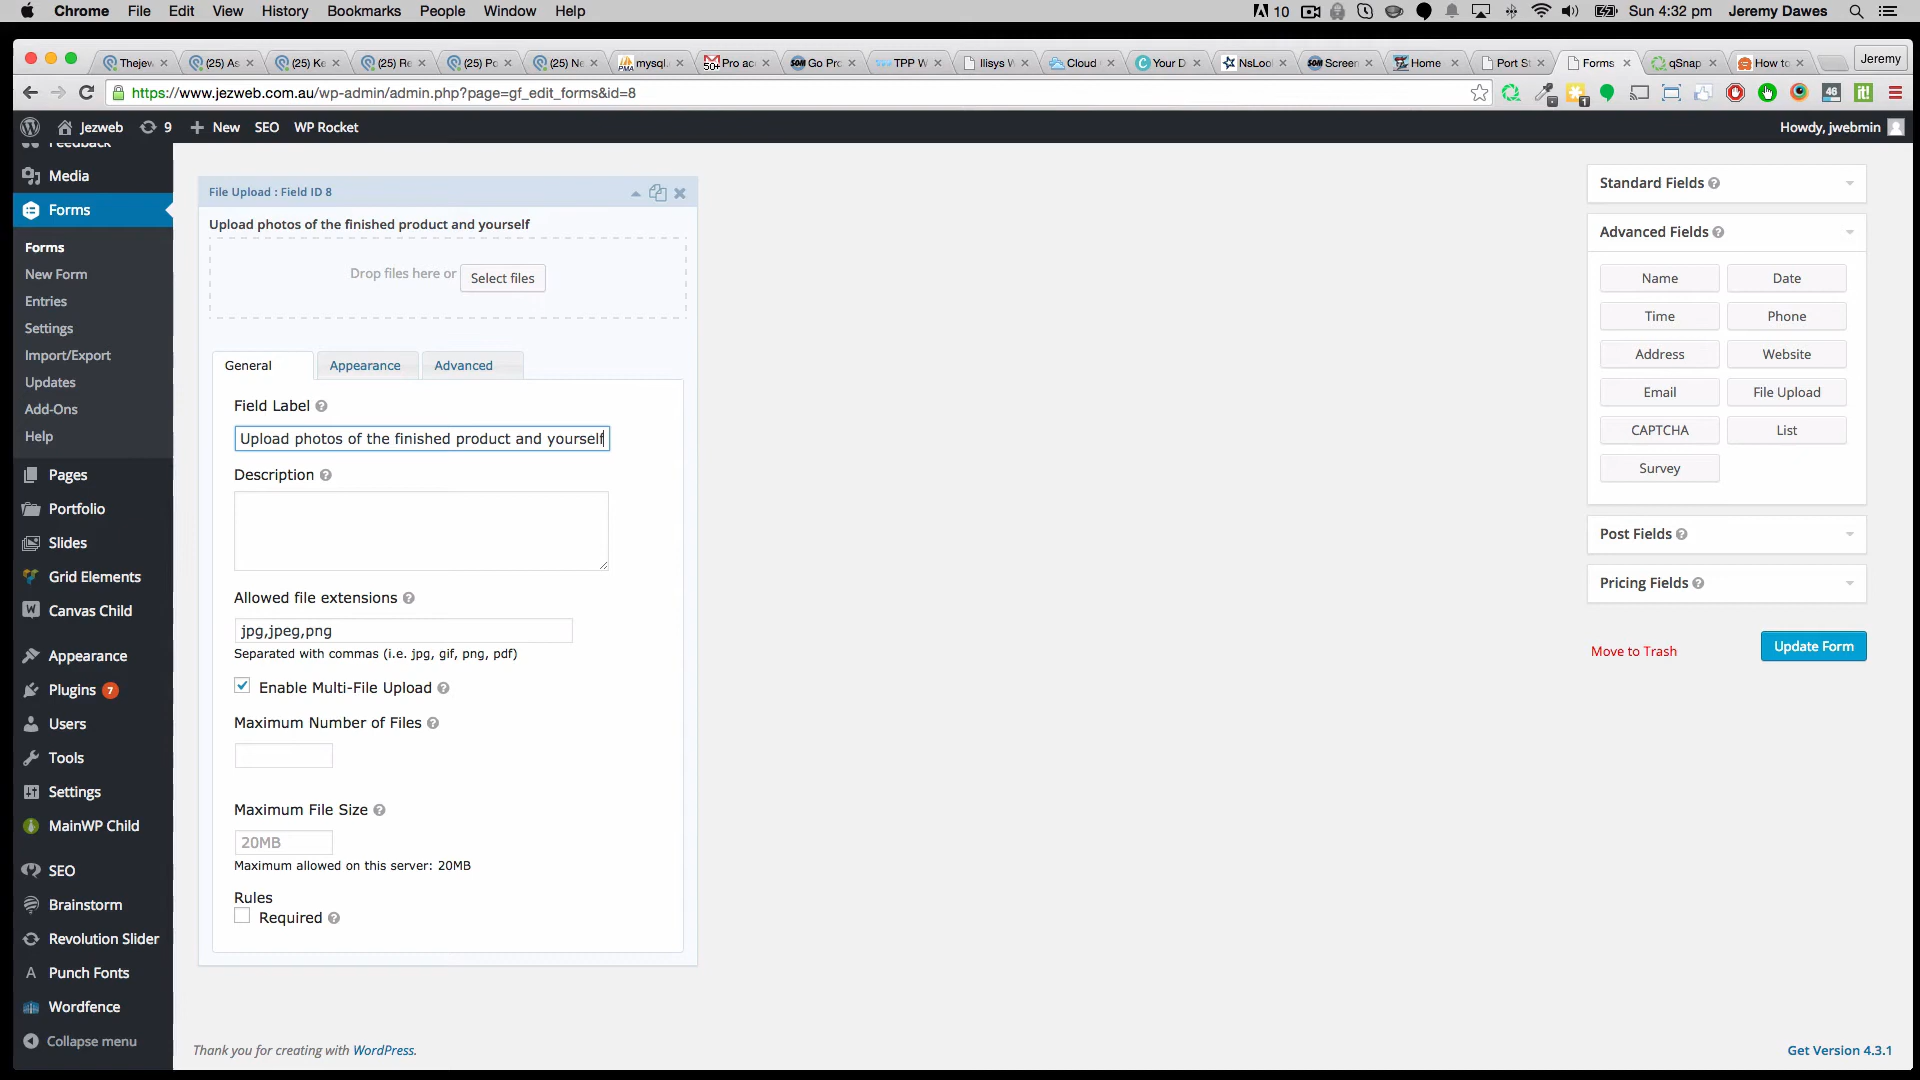 Chrome File Edit View History Bookmarks People Window Help
10 Sun 4:32 pm Jeremy Dawes
Thejew (25) As (25) Ke (25) Re (25) Po (25) Ne mysql. Pro ac Go Pro TPP W Ilisys W Cloud Your D NsLoo Screen Home Port St Forms qSnap How to Jeremy
https://www.jezweb.com.au/wp-admin/admin.php?page=gf_edit_forms&id=8
Jezweb 9 New SEO WP Rocket Howdy, jwebmin
Feedback
Media
Forms
Forms
New Form
Entries
Settings
Import/Export
Updates
Add-Ons
Help
Pages
Portfolio
Slides
Grid Elements
Canvas Child
Appearance
Plugins 7
Users
Tools
Settings
MainWP Child
SEO
Brainstorm
Revolution Slider
Punch Fonts
Wordfence
Collapse menu
File Upload : Field ID 8
Upload photos of the finished product and yourself
Drop files here or Select files
General Appearance Advanced
Field Label
Upload photos of the finished product and yourself
Description
Allowed file extensions
jpg,jpeg,png
Separated with commas (i.e. jpg, gif, png, pdf)
Enable Multi-File Upload
Maximum Number of Files
Maximum File Size
20MB
Maximum allowed on this server: 20MB
Rules
Required
Standard Fields
Advanced Fields
Name Date
Time Phone
Address Website
Email File Upload
CAPTCHA List
Survey
Post Fields
Pricing Fields
Move to Trash Update Form
Thank you for creating with WordPress.
Get Version 4.3.1